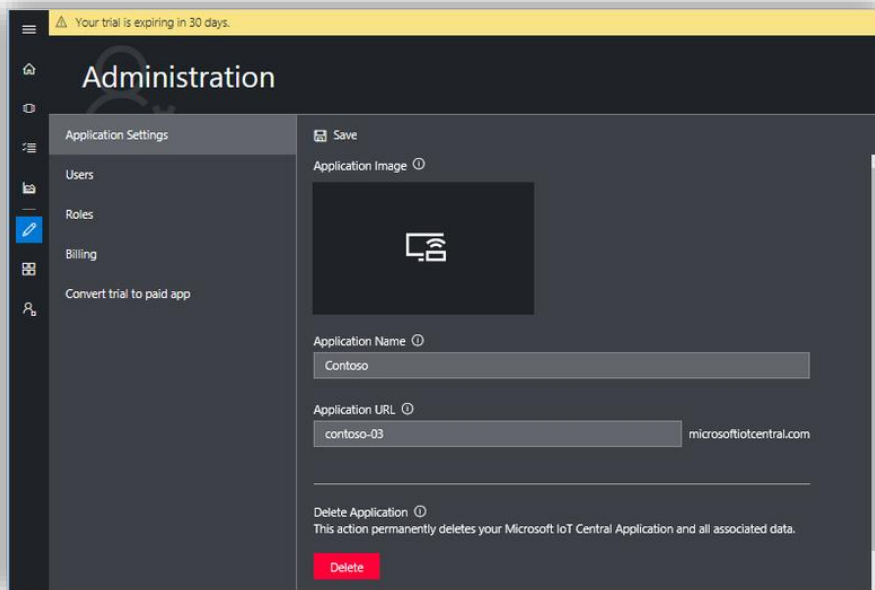 Your trial is expiring in 30 days.
Administration
Application Settings
Users
Roles
Billing
Convert trial to paid app
Save
Application Image
Application Name
Contoso
Application URL
contoso-03
microsoftiotcentral.com
Delete Application
This action permanently deletes your Microsoft IoT Central Application and all associated data.
Delete